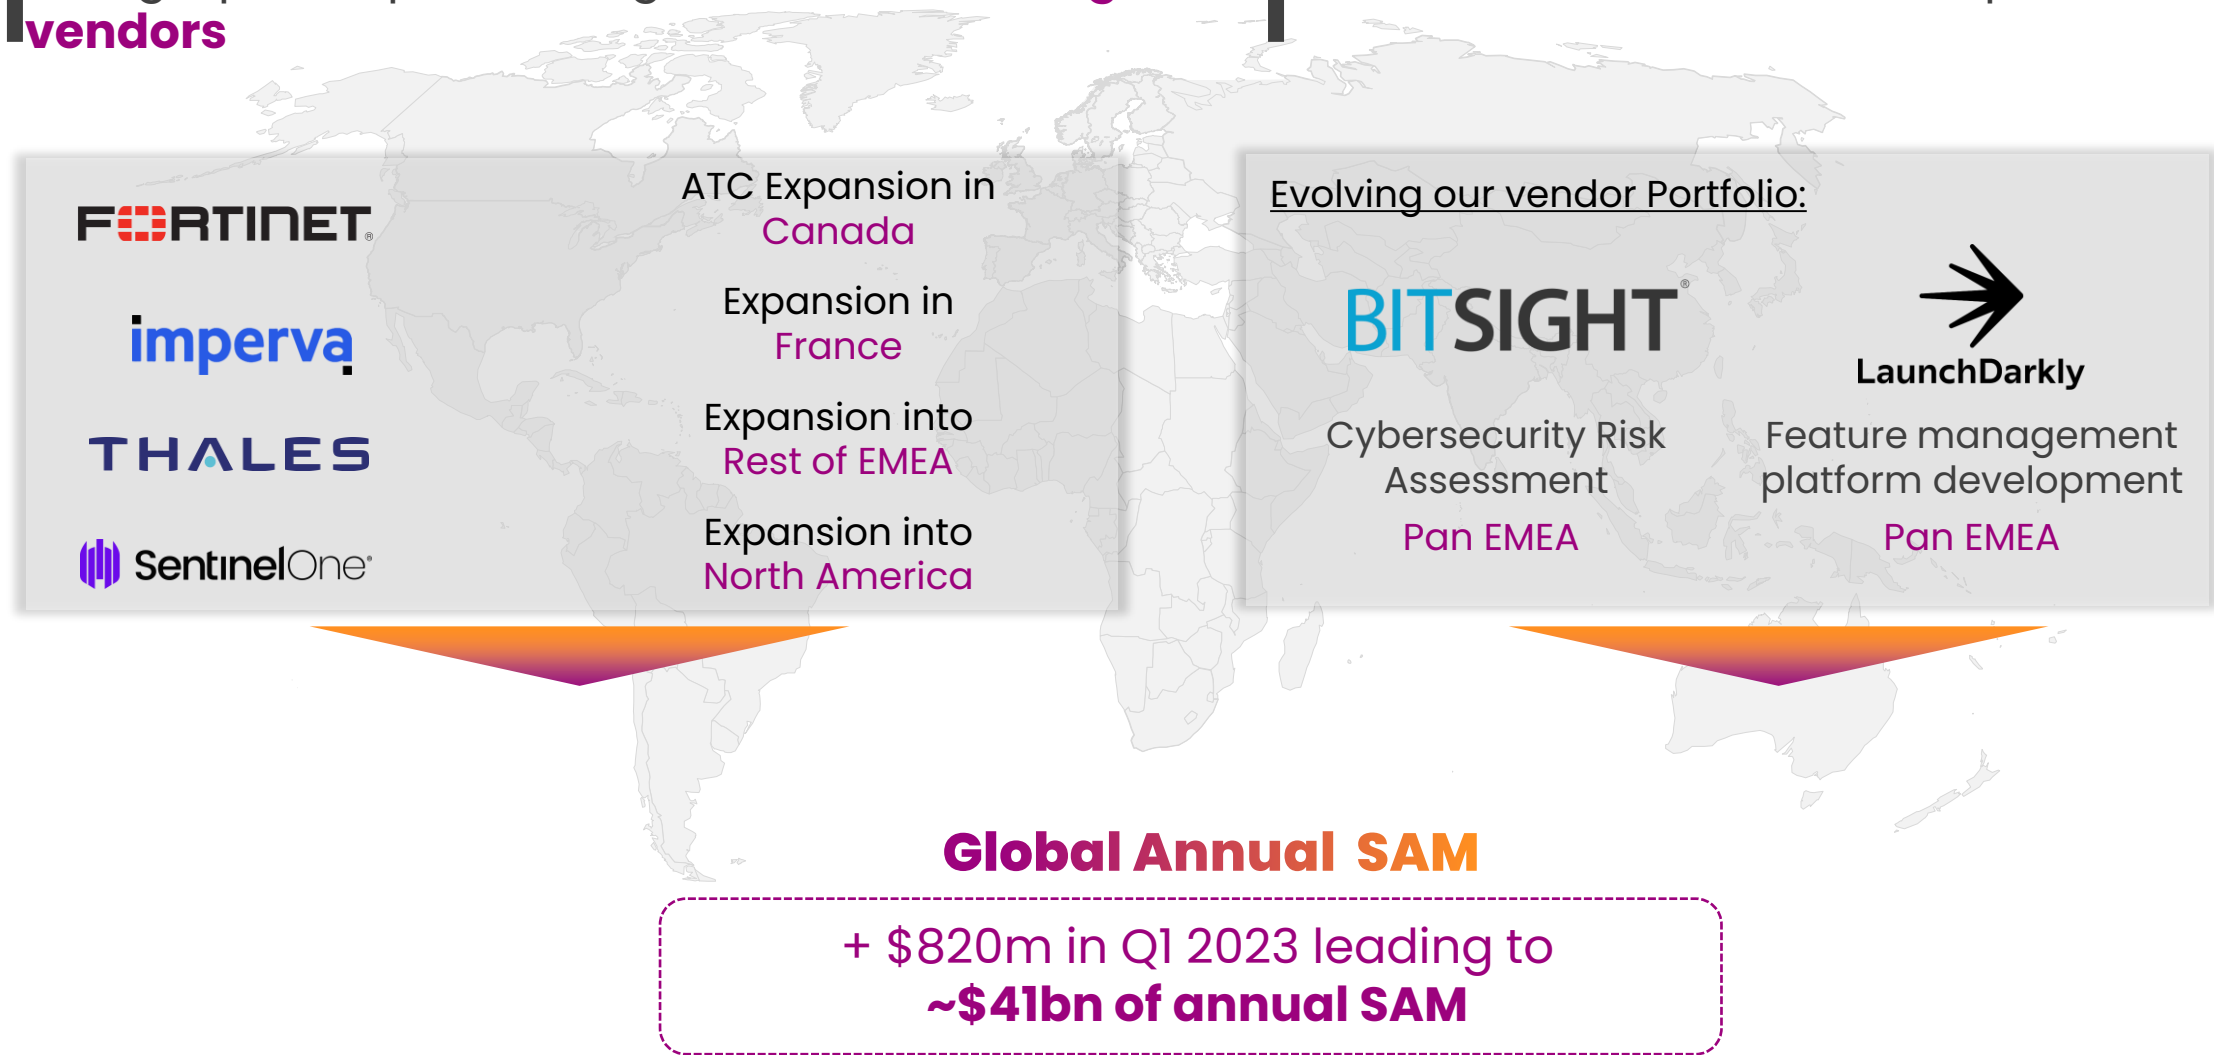 vendors
FORTINET®
ATC Expansion in
Canada
imperva
Expansion in
France
THALES
Expansion into
Rest of EMEA
SentinelOne®
Expansion into
North America
Evolving our vendor Portfolio:
BITSIGHT®
Cybersecurity Risk
Assessment
Pan EMEA
LaunchDarkly
Feature management
platform development
Pan EMEA
Global Annual SAM
+ $820m in Q1 2023 leading to
~$41bn of annual SAM